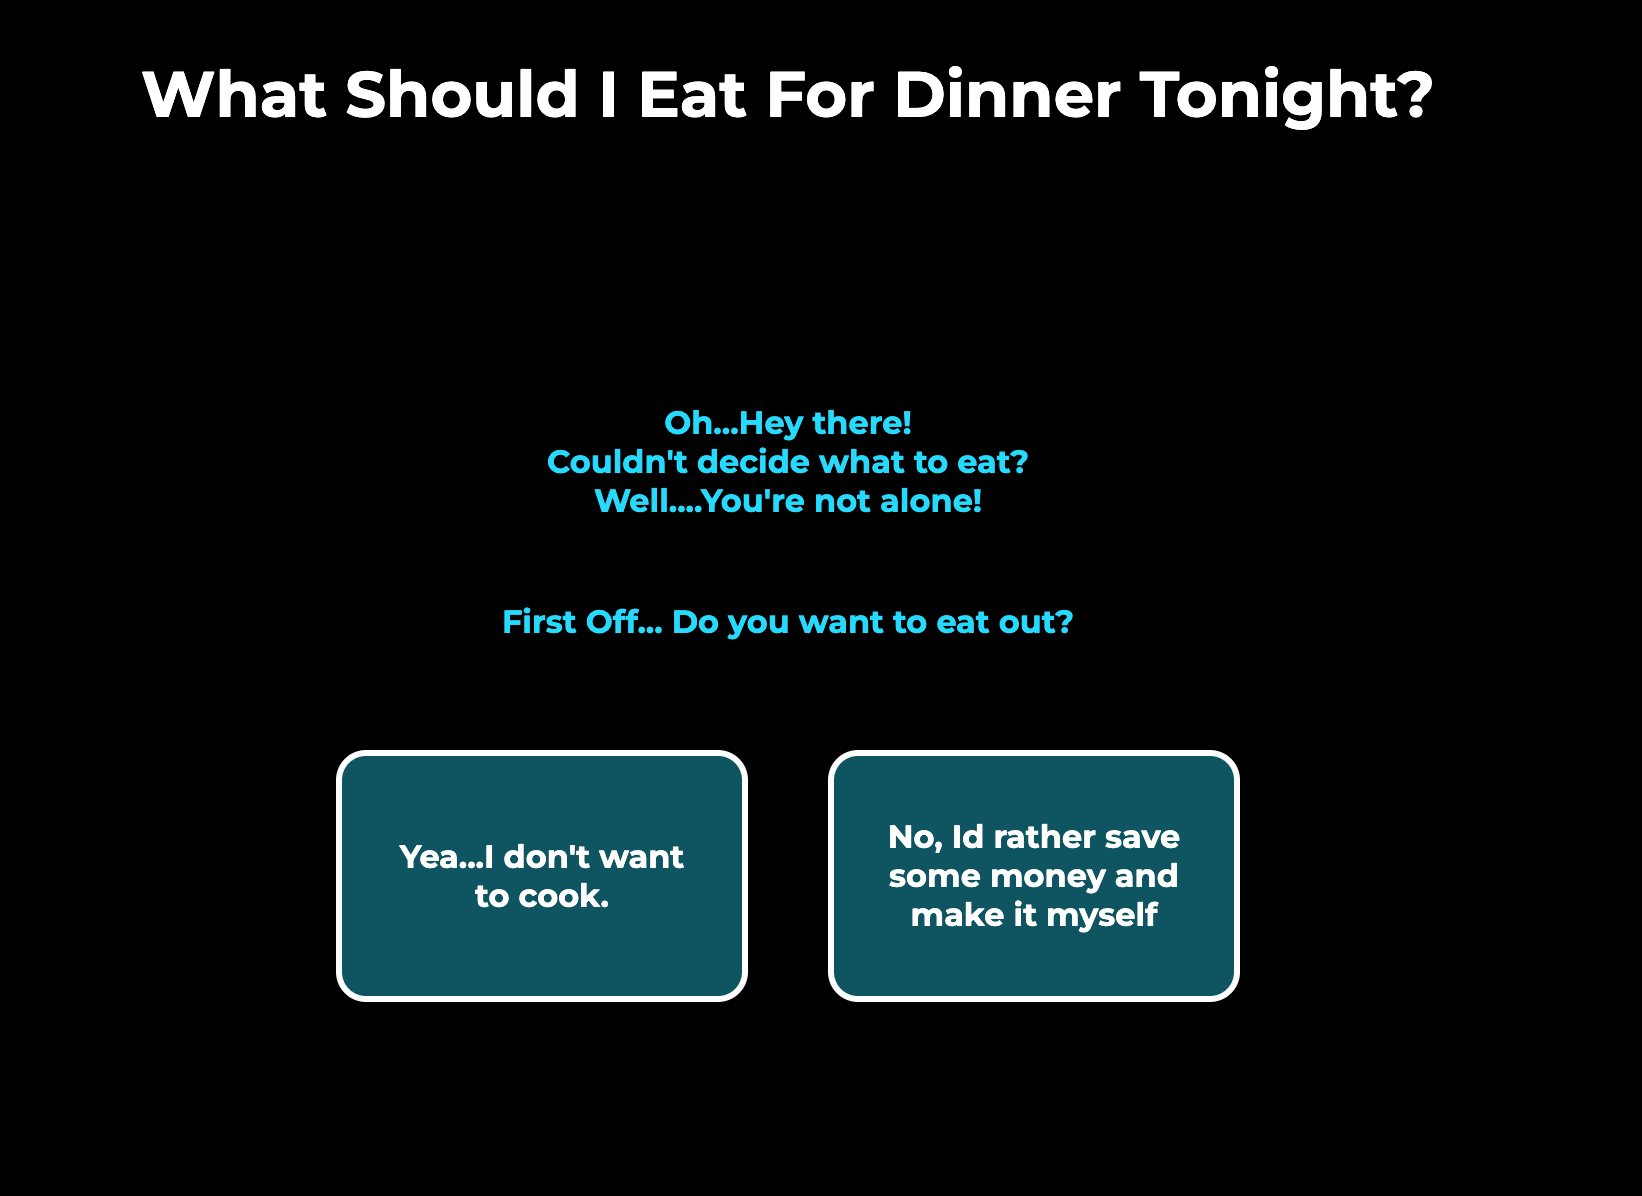 What Should I Eat For Dinner Tonight?
Oh...Hey there!
Couldn't decide what to eat?
Well....You're not alone!
First Off... Do you want to eat out?
Yea...I don't want
to cook.
No, Id rather save
some money and
make it myself